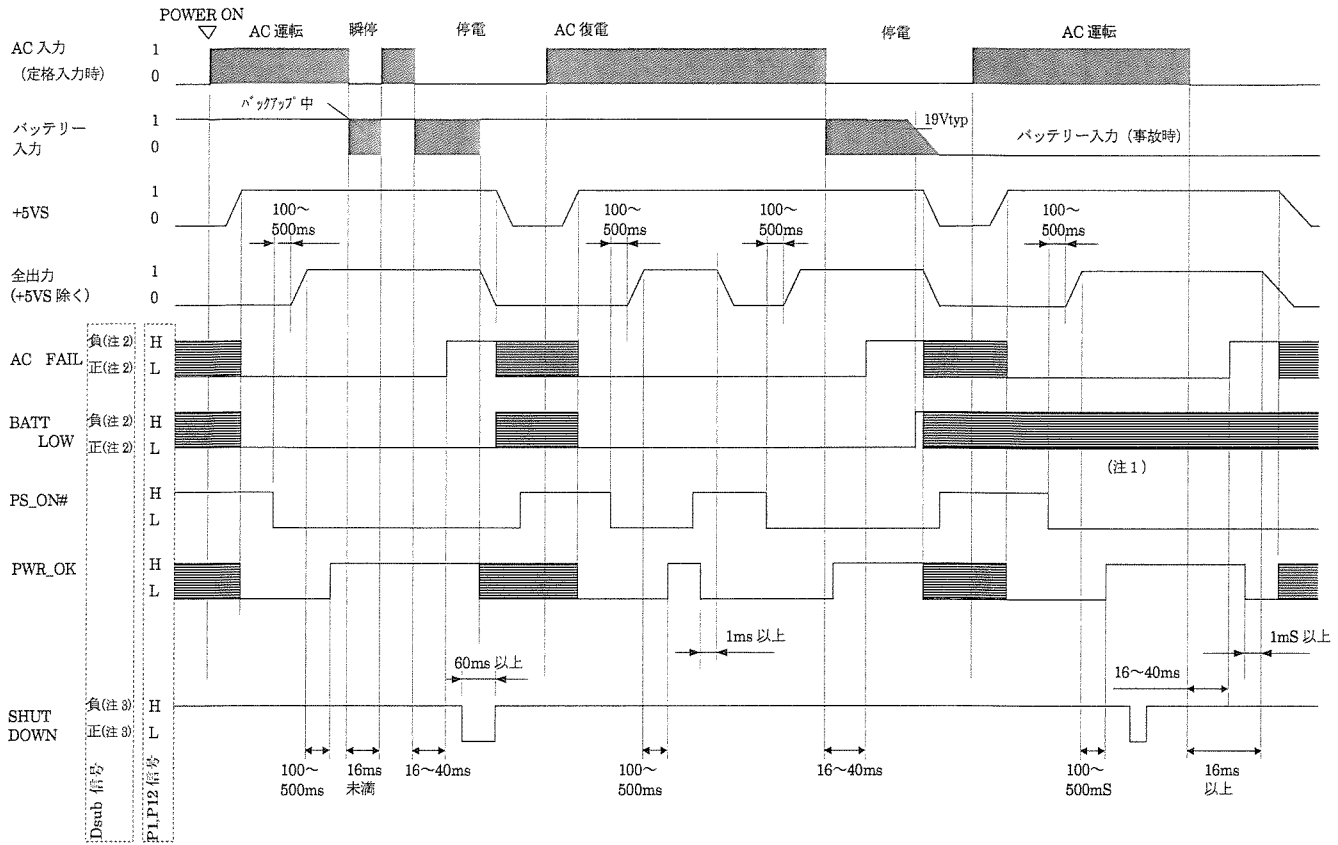 POWER ON
AC 運転
瞬停
停電
AC 復電
停電
AC 運転
AC 入力
(定格入力時)
1
0
バックアップ 中
バッテリー
入力
1
0
19Vtyp
バッテリー入力(事故時)
+5VS
1
0
100~
500ms
100~
500ms
100~
500ms
100~
500ms
全出力
(+5VS 除く)
1
0
AC FAIL
負(注 2)
正(注 2)
H
L
BATT
LOW
負(注 2)
正(注 2)
H
L
(注 1)
PS_ON#
H
L
PWR_OK
H
L
1ms 以上
1mS 以上
60ms 以上
16~40ms
SHUT
DOWN
負(注 3)
正(注 3)
H
L
100~
500ms
16ms
未満
16~40ms
100~
500ms
16~40ms
100~
500mS
16ms
以上
Dsub 信号
P1,P12 信号